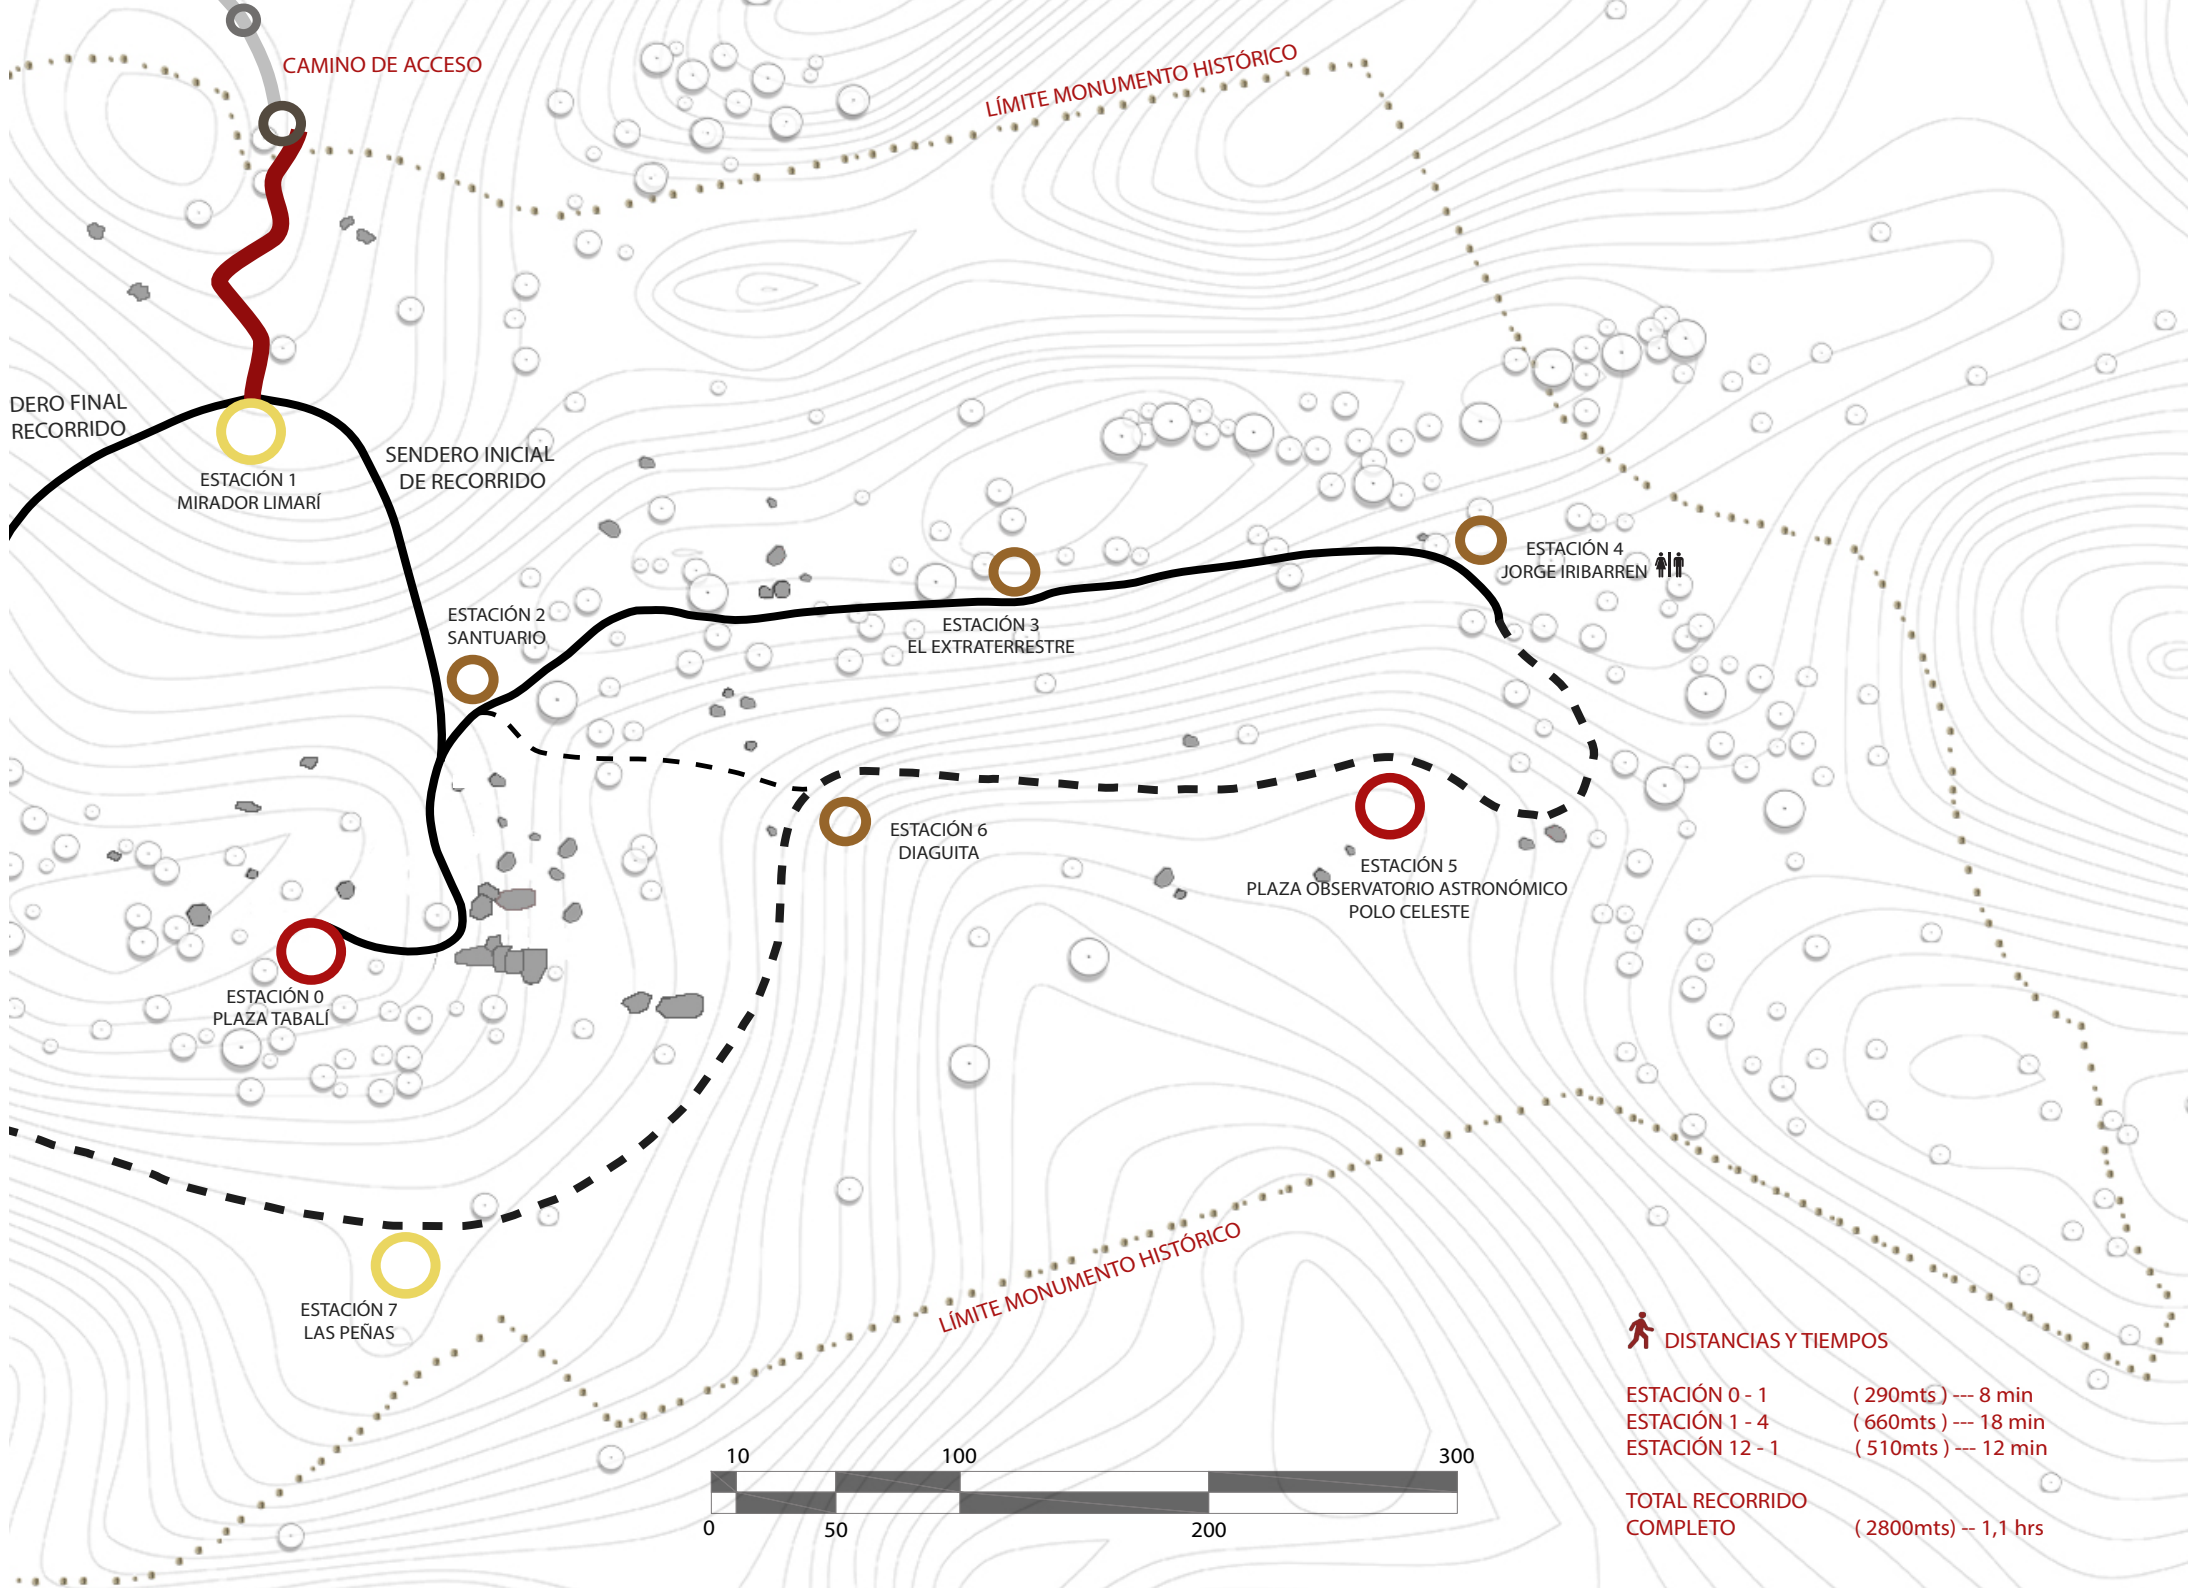 CAMINO DE ACCESO
LÍMITE MONUMENTO HISTÓRICO
DERO FINAL
RECORRIDO
SENDERO INICIAL
DE RECORRIDO
ESTACIÓN 1
MIRADOR LIMARÍ
ESTACIÓN 4
JORGE IRIBARREN
ESTACIÓN 2
SANTUARIO
ESTACIÓN 3
EL EXTRATERRESTRE
ESTACIÓN 6
DIAGUITA
ESTACIÓN 5
PLAZA OBSERVATORIO ASTRONÓMICO
POLO CELESTE
ESTACIÓN 0
PLAZA TABALÍ
LÍMITE MONUMENTO HISTÓRICO
ESTACIÓN 7
LAS PEÑAS
DISTANCIAS Y TIEMPOS
ESTACIÓN 0 - 1 ( 290mts ) --- 8 min
ESTACIÓN 1 - 4 ( 660mts ) --- 18 min
ESTACIÓN 12 - 1 ( 510mts ) --- 12 min
TOTAL RECORRIDO
COMPLETO ( 2800mts) -- 1,1 hrs
10 100 300
0 50 200